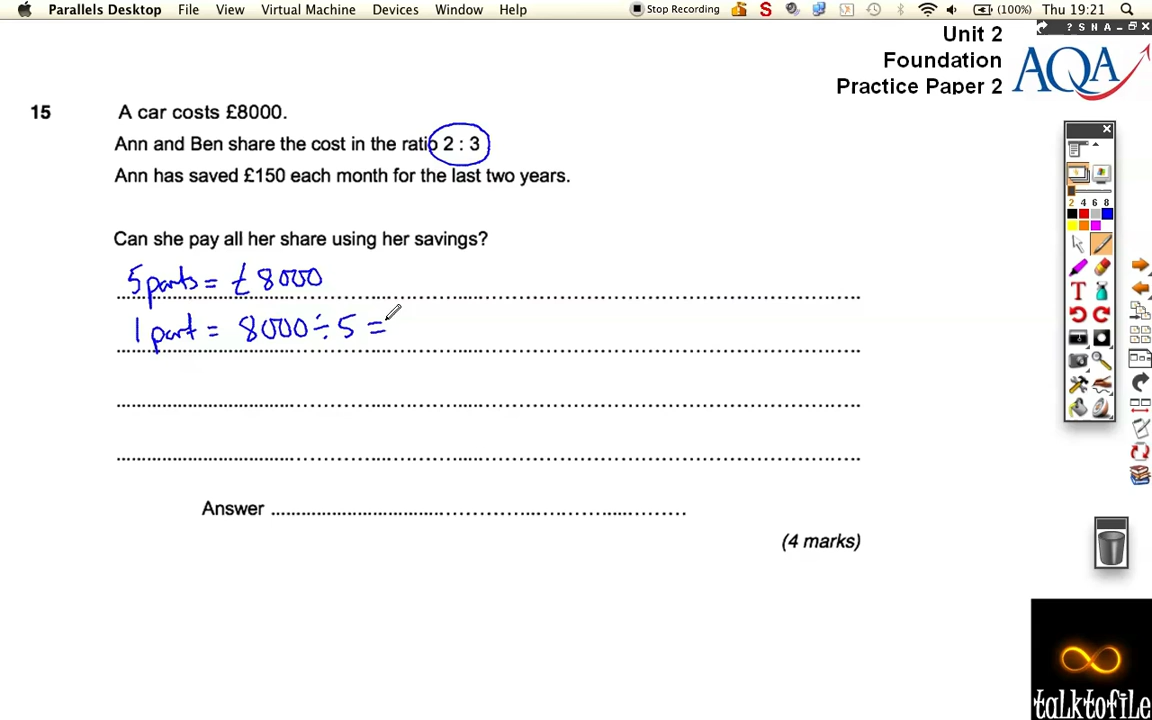 Parallels Desktop File View Virtual Machine Devices Window Help Stop Recording S (100%) Thu 19:21
? S N A
Unit 2
Foundation
Practice Paper 2
AQA
15 A car costs £8000.
Ann and Ben share the cost in the ratio 2 : 3
Ann has saved £150 each month for the last two years.
Can she pay all her share using her savings?
5 parts = £8000
1 part = 8000 ÷ 5 =
Answer
(4 marks)
2 4 6 8
T
talktofile